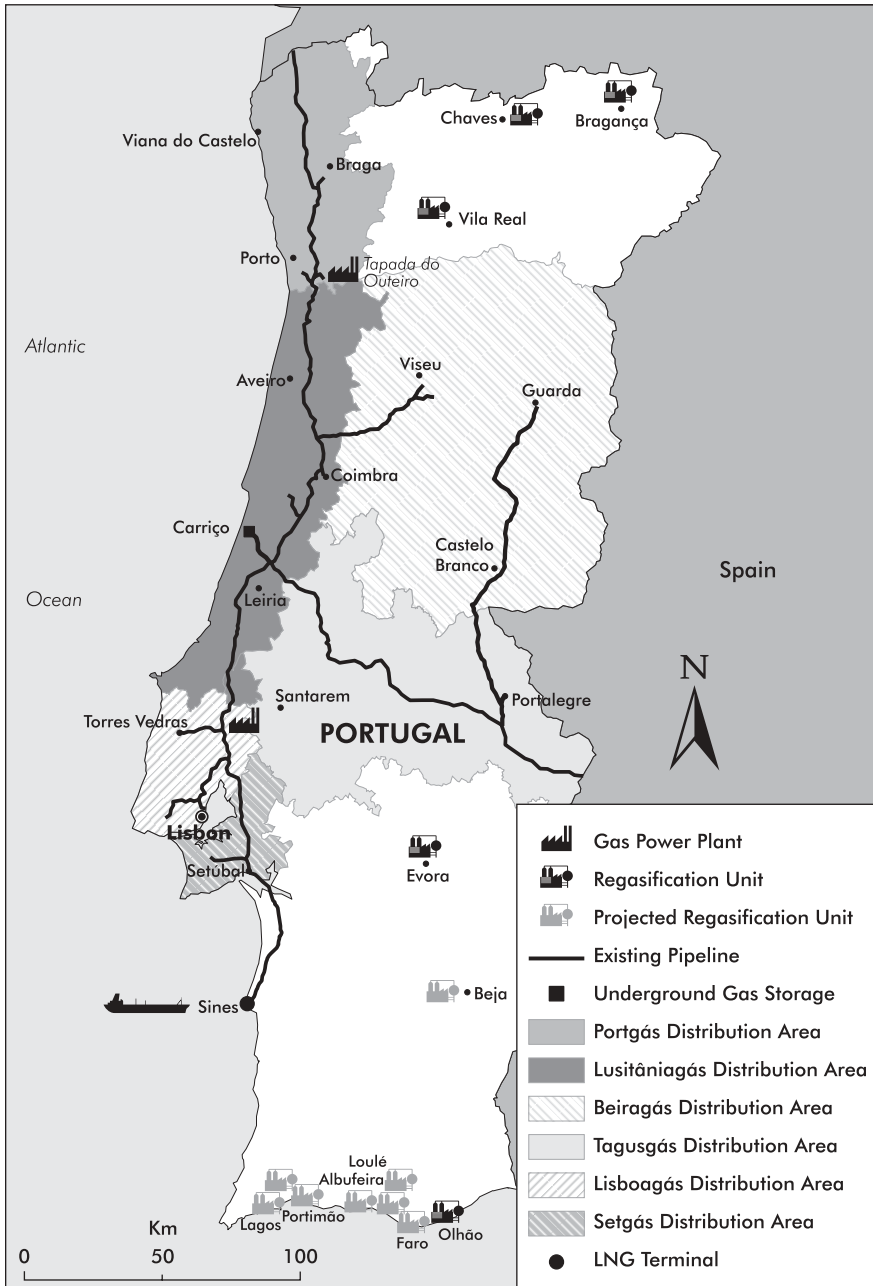 Chaves
Bragança
Viana do Castelo
Braga
Vila Real
Porto
Tapada do
Outeiro
Atlantic
Viseu
Aveiro
Guarda
Coimbra
Carriço
Castelo
Branco
Spain
Ocean
Leiria
N
Santarem
Portalegre
Torres Vedras
PORTUGAL
Lisbon
Evora
Setúbal
Sines
Beja
Loulé
Albufeira
Lagos
Portimão
Faro
Olhão
Km
0 50 100
Gas Power Plant
Regasification Unit
Projected Regasification Unit
Existing Pipeline
Underground Gas Storage
Portgás Distribution Area
Lusitâniagás Distribution Area
Beiragás Distribution Area
Tagusgás Distribution Area
Lisboagás Distribution Area
Setgás Distribution Area
LNG Terminal